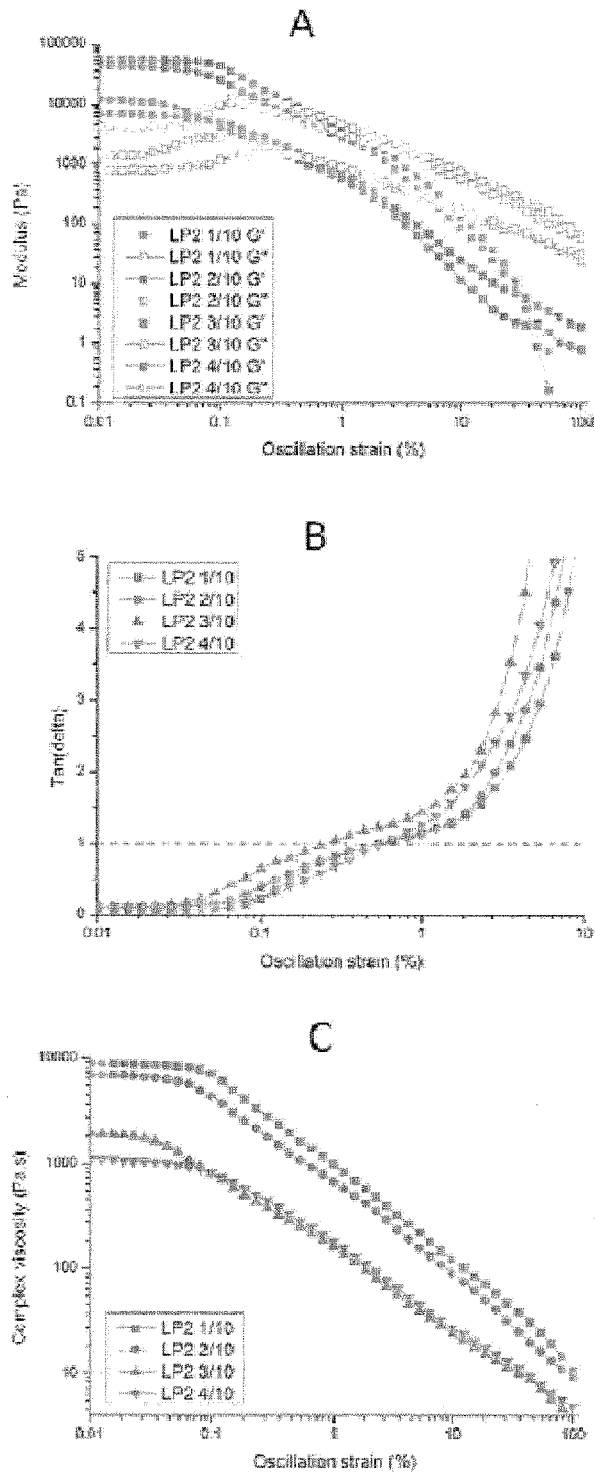 A
100000
10000
1000
100
10
1
0.1
Modulus (Pa)
LP2 1/10 G'
LP2 1/10 G"
LP2 2/10 G'
LP2 2/10 G"
LP2 3/10 G'
LP2 3/10 G"
LP2 4/10 G'
LP2 4/10 G"
0.01 0.1 1 10 100
Oscillation strain (%)
B
5
4
3
2
1
0
Tan(delta)
LP2 1/10
LP2 2/10
LP2 3/10
LP2 4/10
0.01 0.1 1 10
Oscillation strain (%)
C
10000
1000
100
10
Complex viscosity (Pa.s)
LP2 1/10
LP2 2/10
LP2 3/10
LP2 4/10
0.01 0.1 1 10 100
Oscillation strain (%)